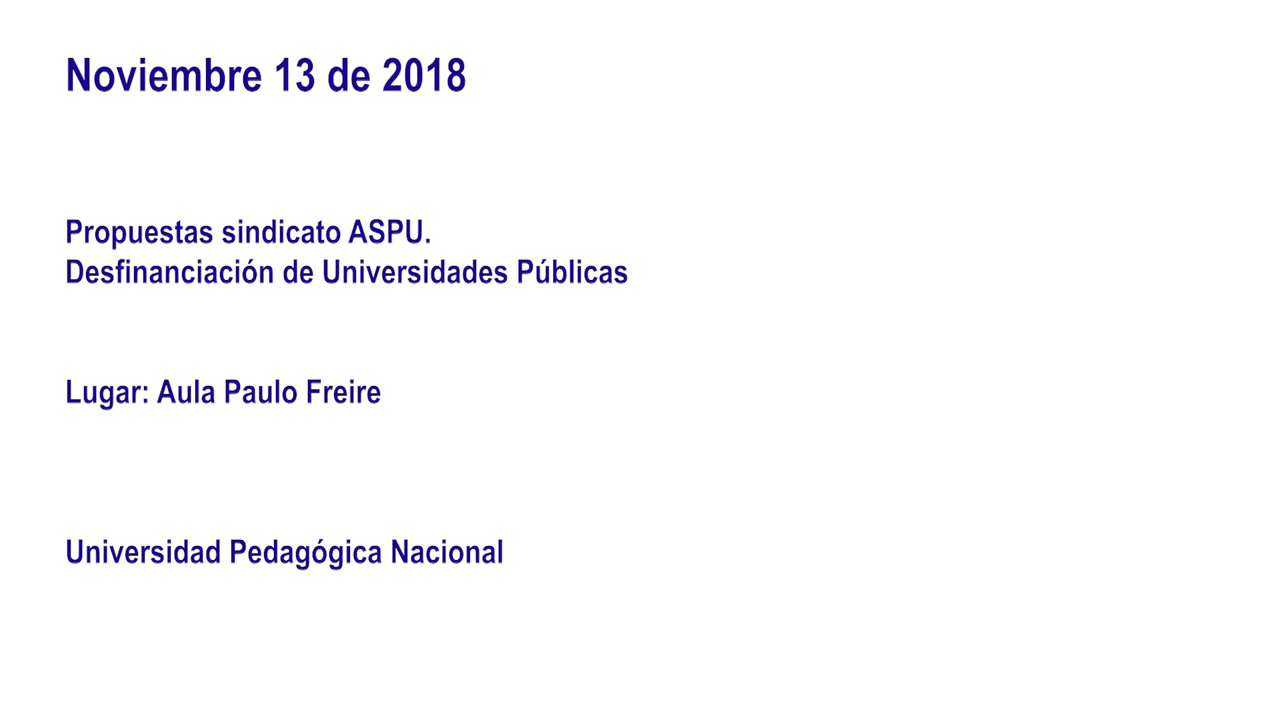 Noviembre 13 de 2018
Propuestas sindicato ASPU.
Desfinanciación de Universidades Públicas
Lugar: Aula Paulo Freire
Universidad Pedagógica Nacional